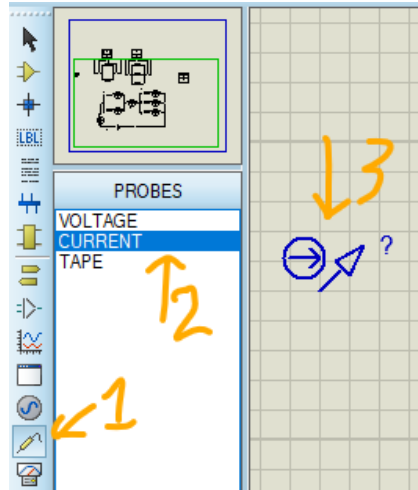 LBL
PROBES
VOLTAGE
CURRENT
TAPE
1
2
3
?